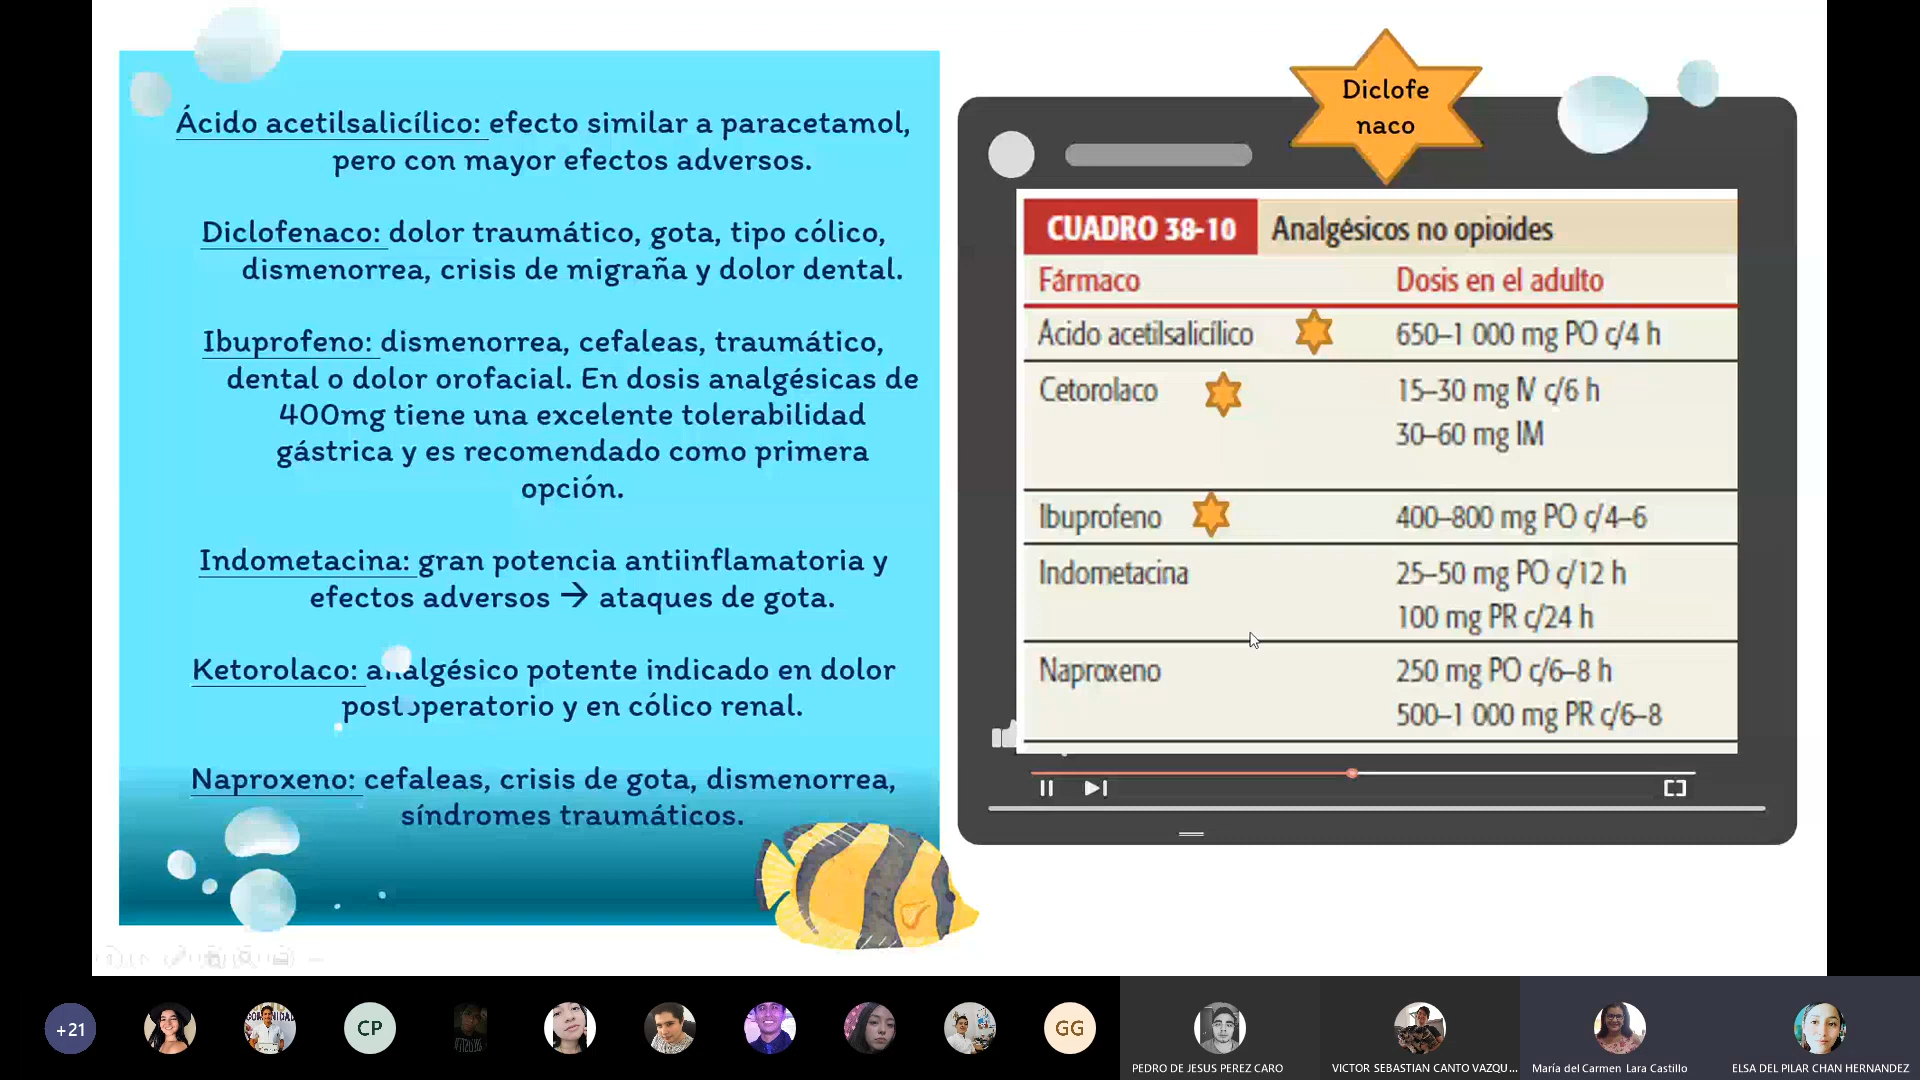 Ácido acetilsalicílico: efecto similar a paracetamol,
pero con mayor efectos adversos.
Diclofenaco: dolor traumático, gota, tipo cólico,
dismenorrea, crisis de migraña y dolor dental.
Ibuprofeno: dismenorrea, cefaleas, traumático,
dental o dolor orofacial. En dosis analgésicas de
400mg tiene una excelente tolerabilidad
gástrica y es recomendado como primera
opción.
Indometacina: gran potencia antiinflamatoria y
efectos adversos → ataques de gota.
Ketorolaco: analgésico potente indicado en dolor
postoperatorio y en cólico renal.
Naproxeno: cefaleas, crisis de gota, dismenorrea,
síndromes traumáticos.
Diclofe
naco
CUADRO 38-10 Analgésicos no opioides
Fármaco Dosis en el adulto
Ácido acetilsalicílico 650–1 000 mg PO c/4 h
Cetorolaco 15–30 mg IV c/6 h
30–60 mg IM
Ibuprofeno 400–800 mg PO c/4–6
Indometacina 25–50 mg PO c/12 h
100 mg PR c/24 h
Naproxeno 250 mg PO c/6–8 h
500–1 000 mg PR c/6–8
+21
COMUNIDAD
CP
GG
PEDRO DE JESUS PEREZ CARO
VICTOR SEBASTIAN CANTO VAZQU...
María del Carmen Lara Castillo
ELSA DEL PILAR CHAN HERNANDEZ